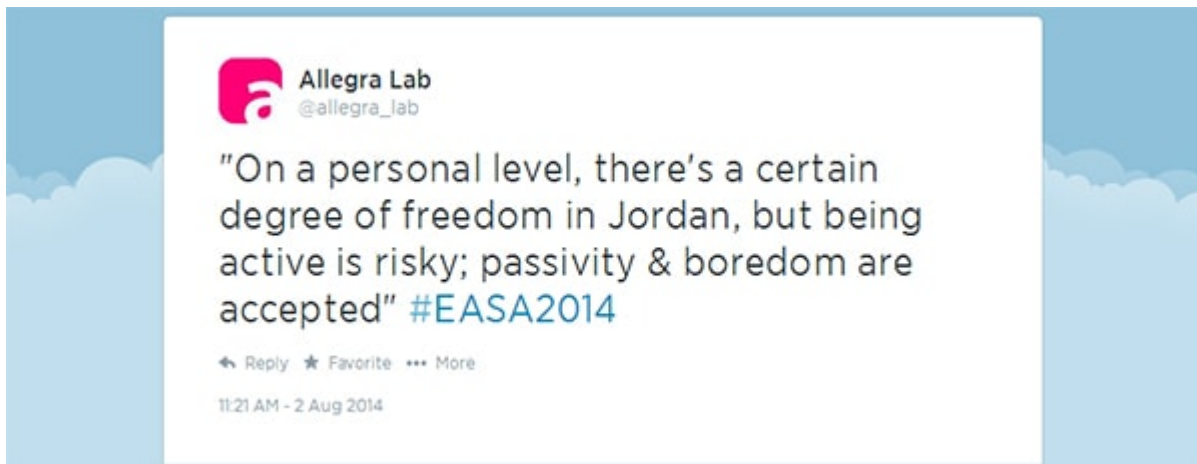 Allegra Lab
@allegra_lab
"On a personal level, there's a certain
degree of freedom in Jordan, but being
active is risky; passivity & boredom are
accepted" #EASA2014
Reply Favorite More
11:21 AM - 2 Aug 2014